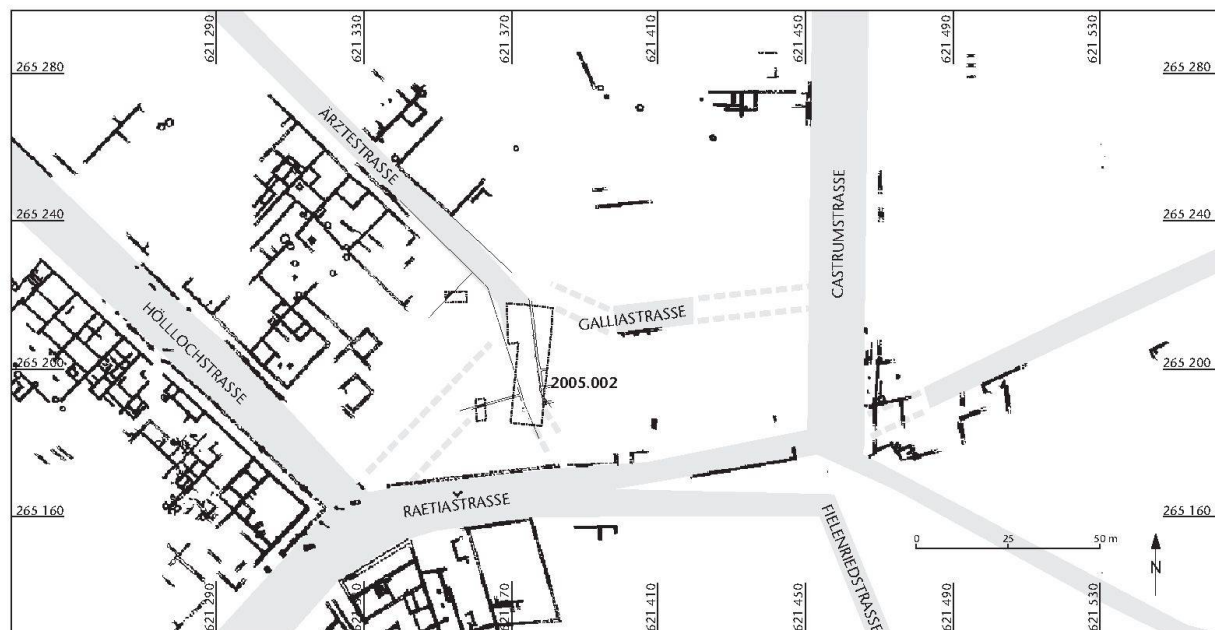 621 290
621 330
621 370
621 410
621 450
621 490
621 530
265 280
265 280
ÄRZTESTRASSE
265 240
265 240
CASTRUMSTRASSE
GALLIASTRASSE
HÖLLLOCHSTRASSE
265 200
265 200
2005.002
RAETIASTRASSE
265 160
265 160
FIELENRIEDSTRASSE
0 25 50 m
N
621 290
621 410
621 450
621 490
621 530